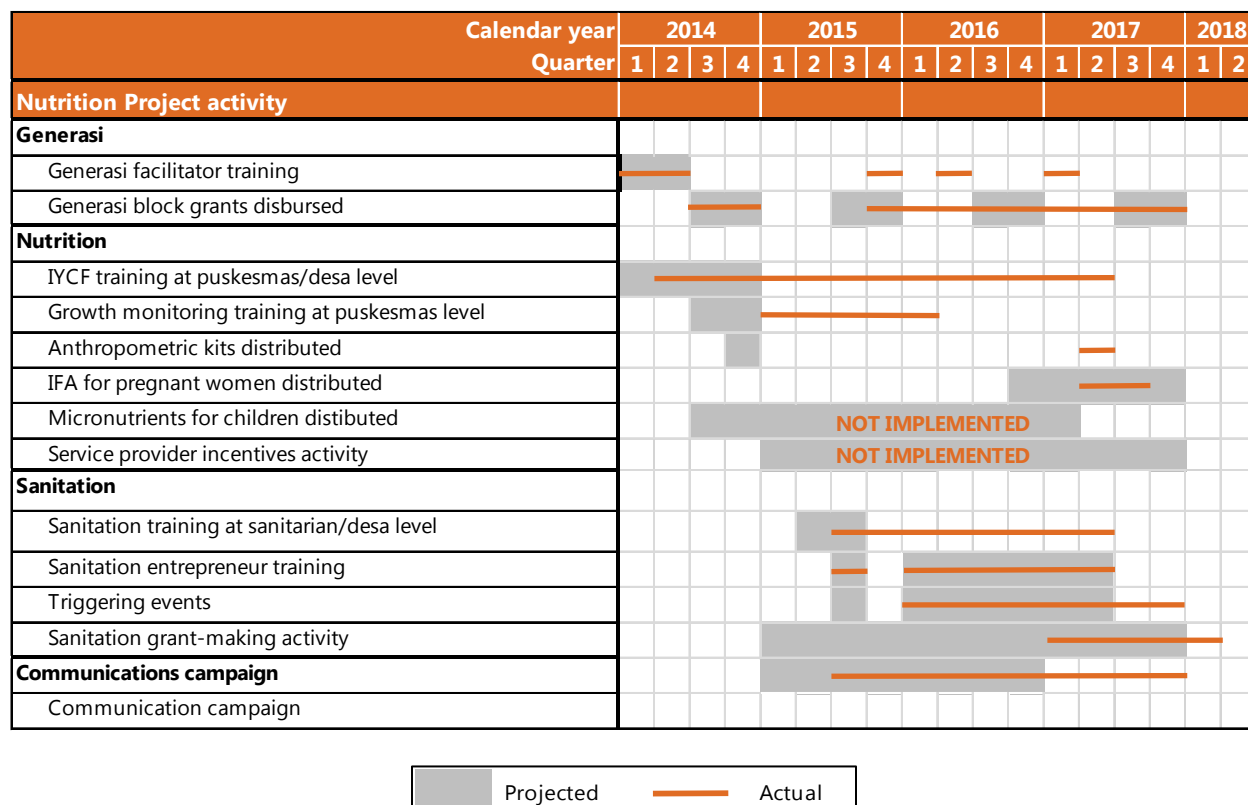 Calendar year 2014 2015 2016 2017 2018
Quarter 1 2 3 4 1 2 3 4 1 2 3 4 1 2 3 4 1 2
Nutrition Project activity
Generasi
Generasi facilitator training
Generasi block grants disbursed
Nutrition
IYCF training at puskesmas/desa level
Growth monitoring training at puskesmas level
Anthropometric kits distributed
IFA for pregnant women distributed
Micronutrients for children distibuted NOT IMPLEMENTED
Service provider incentives activity NOT IMPLEMENTED
Sanitation
Sanitation training at sanitarian/desa level
Sanitation entrepreneur training
Triggering events
Sanitation grant-making activity
Communications campaign
Communication campaign
Projected Actual